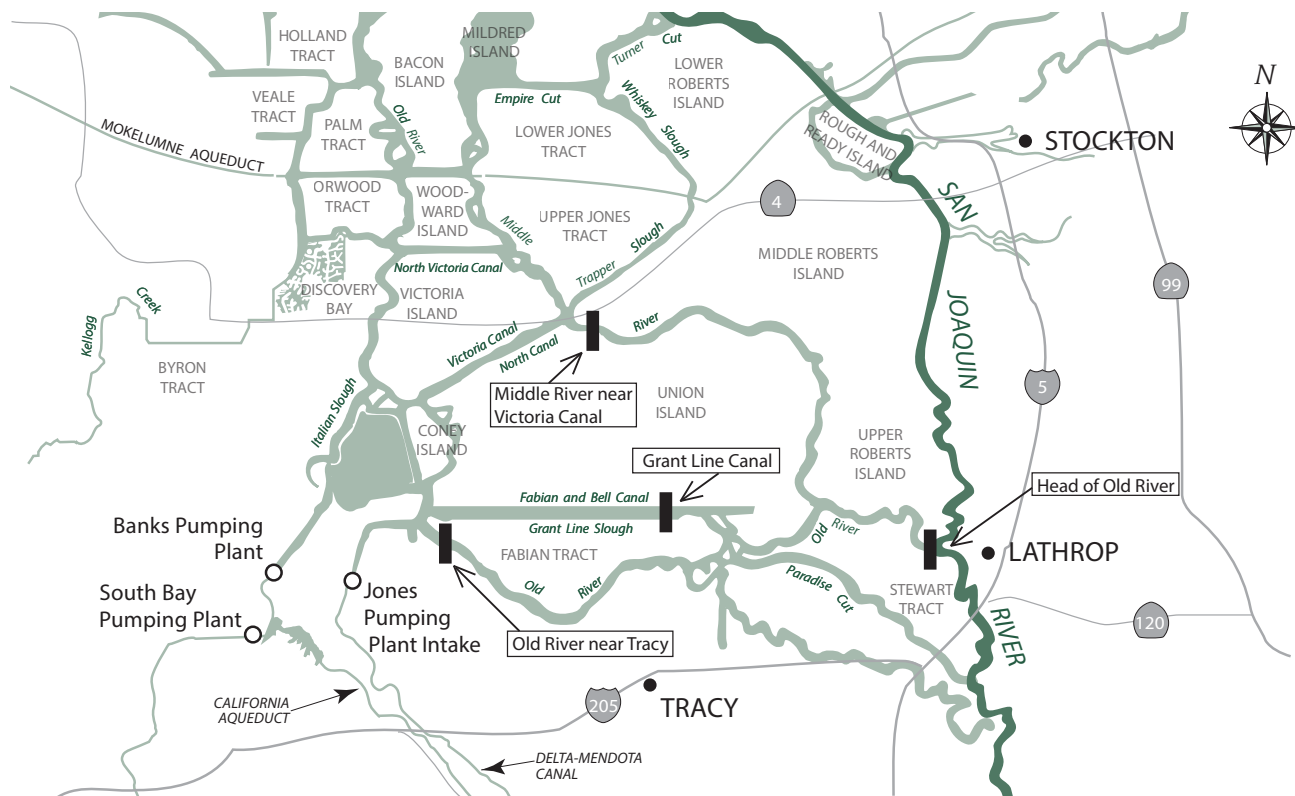 HOLLAND
TRACT
MILDRED
ISLAND
Turner Cut
BACON
ISLAND
LOWER
ROBERTS
ISLAND
N
VEALE
TRACT
Empire Cut
Whiskey Slough
Old River
PALM
TRACT
LOWER JONES
TRACT
ROUGH AND
READY ISLAND
STOCKTON
MOKELUMNE AQUEDUCT
ORWOOD
TRACT
WOOD-
WARD
ISLAND
4
SAN
Middle
UPPER JONES
TRACT
Trapper Slough
MIDDLE ROBERTS
ISLAND
North Victoria Canal
DISCOVERY
BAY
VICTORIA
ISLAND
99
Kellogg Creek
JOAQUIN
Victoria Canal
North Canal
River
BYRON
TRACT
5
Middle River near
Victoria Canal
UNION
ISLAND
Italian Slough
CONEY
ISLAND
UPPER
ROBERTS
ISLAND
Grant Line Canal
Head of Old River
Fabian and Bell Canal
Grant Line Slough
Old River
Banks Pumping
Plant
FABIAN TRACT
LATHROP
Old River
Paradise Cut
STEWART
TRACT
South Bay
Pumping Plant
Jones
Pumping
Plant Intake
Old River near Tracy
120
RIVER
CALIFORNIA
AQUEDUCT
205
TRACY
DELTA-MENDOTA
CANAL